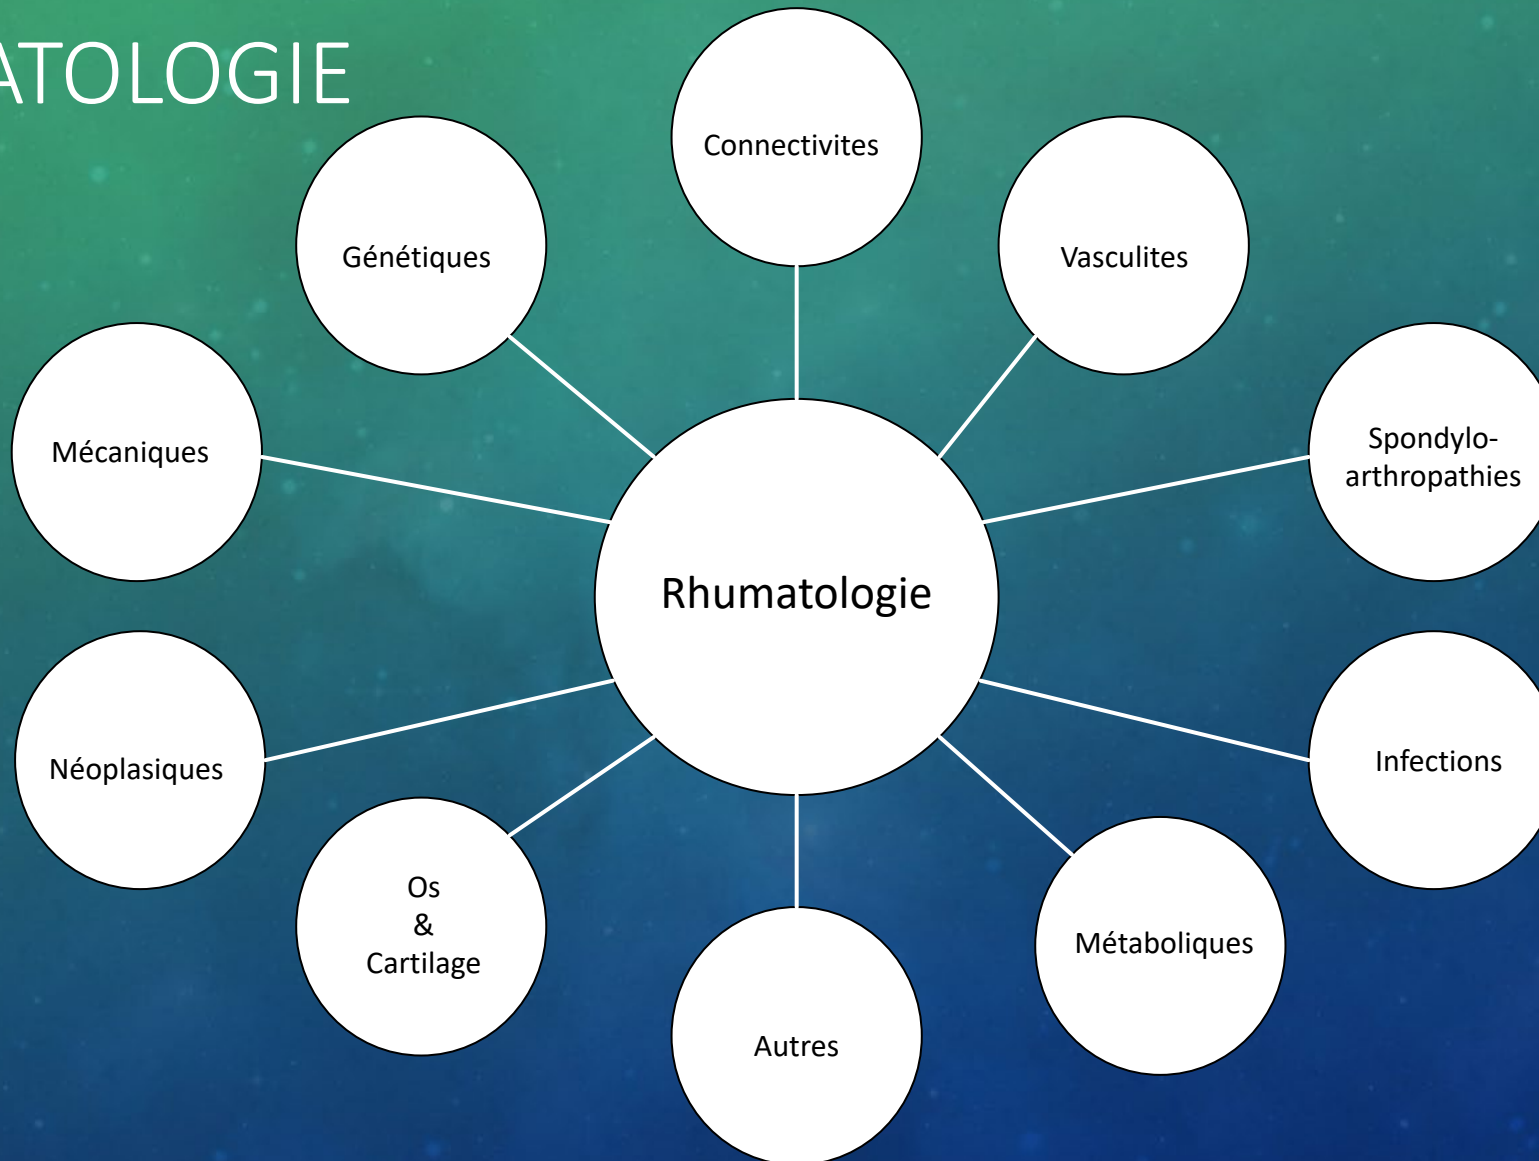 ATOLOGIE
Connectivites
Génétiques
Vasculites
Mécaniques
Spondylo-
arthropathies
Rhumatologie
Néoplasiques
Infections
Os
&
Cartilage
Métaboliques
Autres